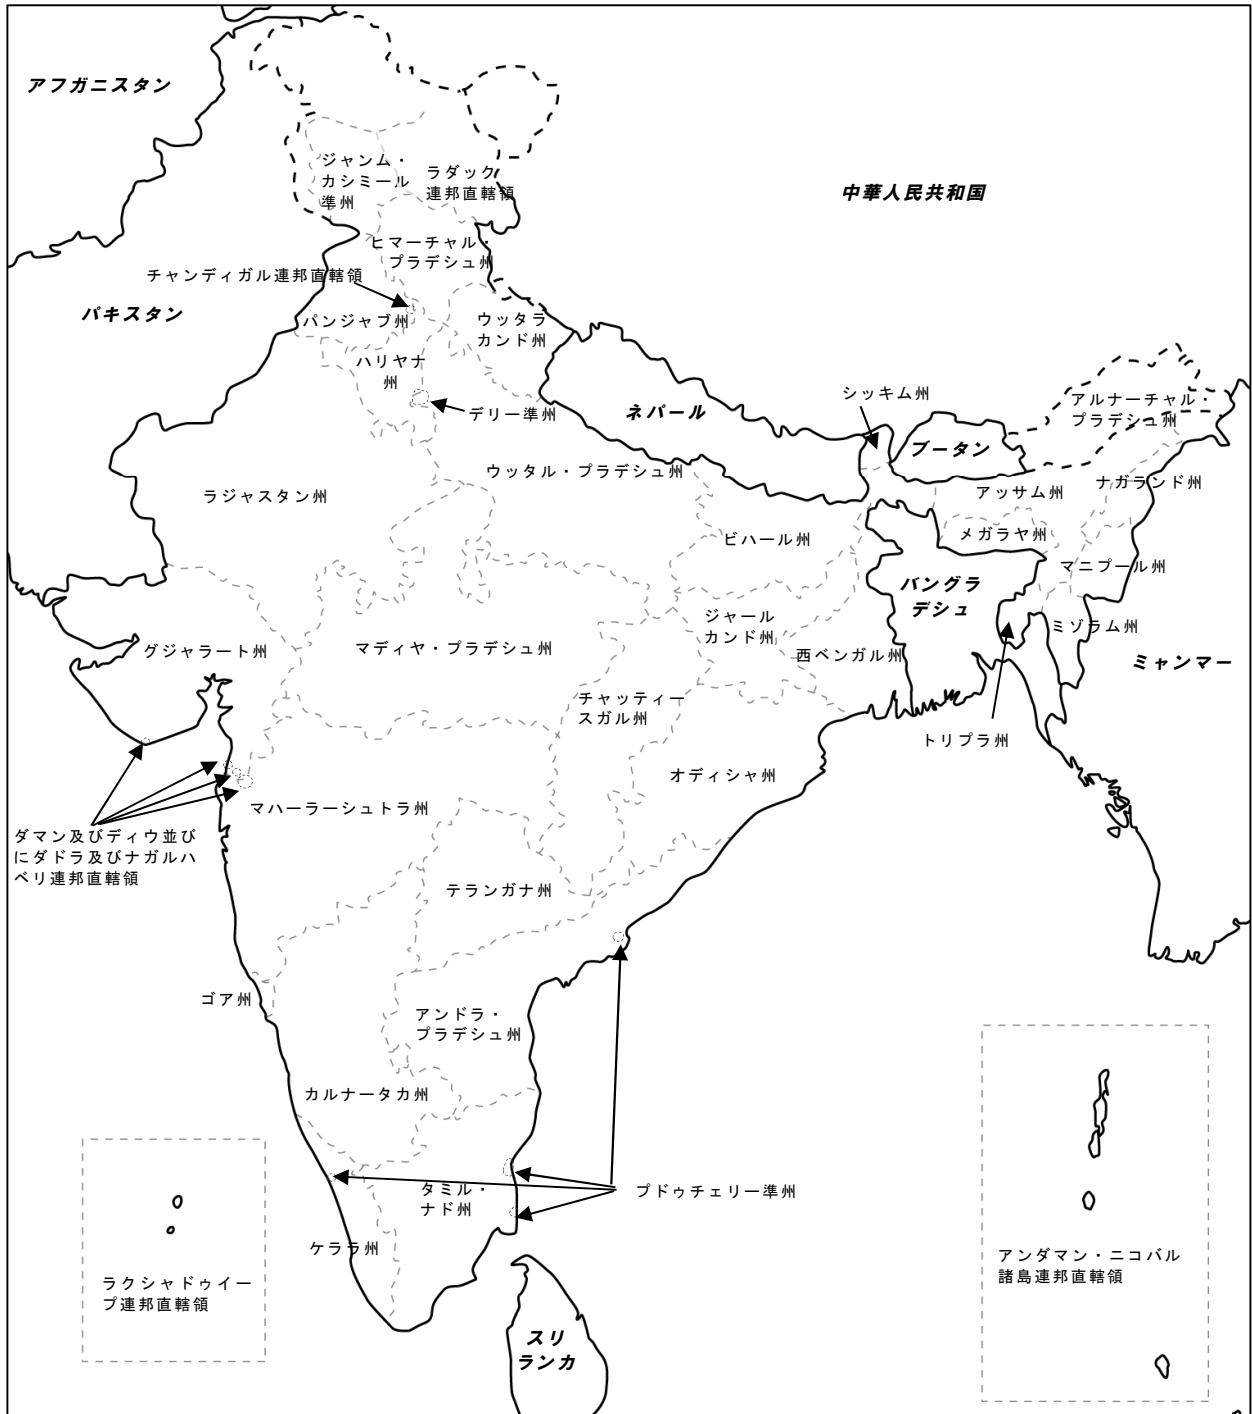 アフガニスタン
ジャンム・
カシミール
準州
ラダック
連邦直轄領
中華人民共和国
ヒマーチャル・
プラデシュ州
チャンディガル連邦直轄領
パキスタン
パンジャブ州
ウッタラ
カンド州
ハリヤナ
州
デリー準州
ネパール
シッキム州
アルナーチャル・
プラデシュ州
ブータン
ウッタル・プラデシュ州
ラジャスタン州
アッサム州
ナガランド州
ビハール州
メガラヤ州
マニプール州
バングラ
デシュ
ジャール
カンド州
ミゾラム州
グジャラート州
マディヤ・プラデシュ州
西ベンガル州
ミャンマー
チャッティー
スガル州
トリプラ州
オディシャ州
マハーラーシュトラ州
ダマン及びディウ並び
にダドラ及びナガルハ
ベリ連邦直轄領
テランガナ州
ゴア州
アンドラ・
プラデシュ州
カルナータカ州
タミル・
ナド州
プドゥチェリー準州
ケララ州
ラクシャドゥイー
プ連邦直轄領
アンダマン・ニコバル
諸島連邦直轄領
スリ
ランカ